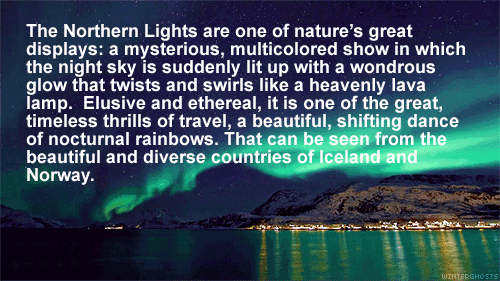 The Northern Lights are one of nature's great
displays: a mysterious, multicolored show in which
the night sky is suddenly lit up with a wondrous
glow that twists and swirls like a heavenly lava
lamp.  Elusive and ethereal, it is one of the great,
timeless thrills of travel, a beautiful, shifting dance
of nocturnal rainbows. That can be seen from the
beautiful and diverse countries of Iceland and
Norway.
WINTERGHOSTS